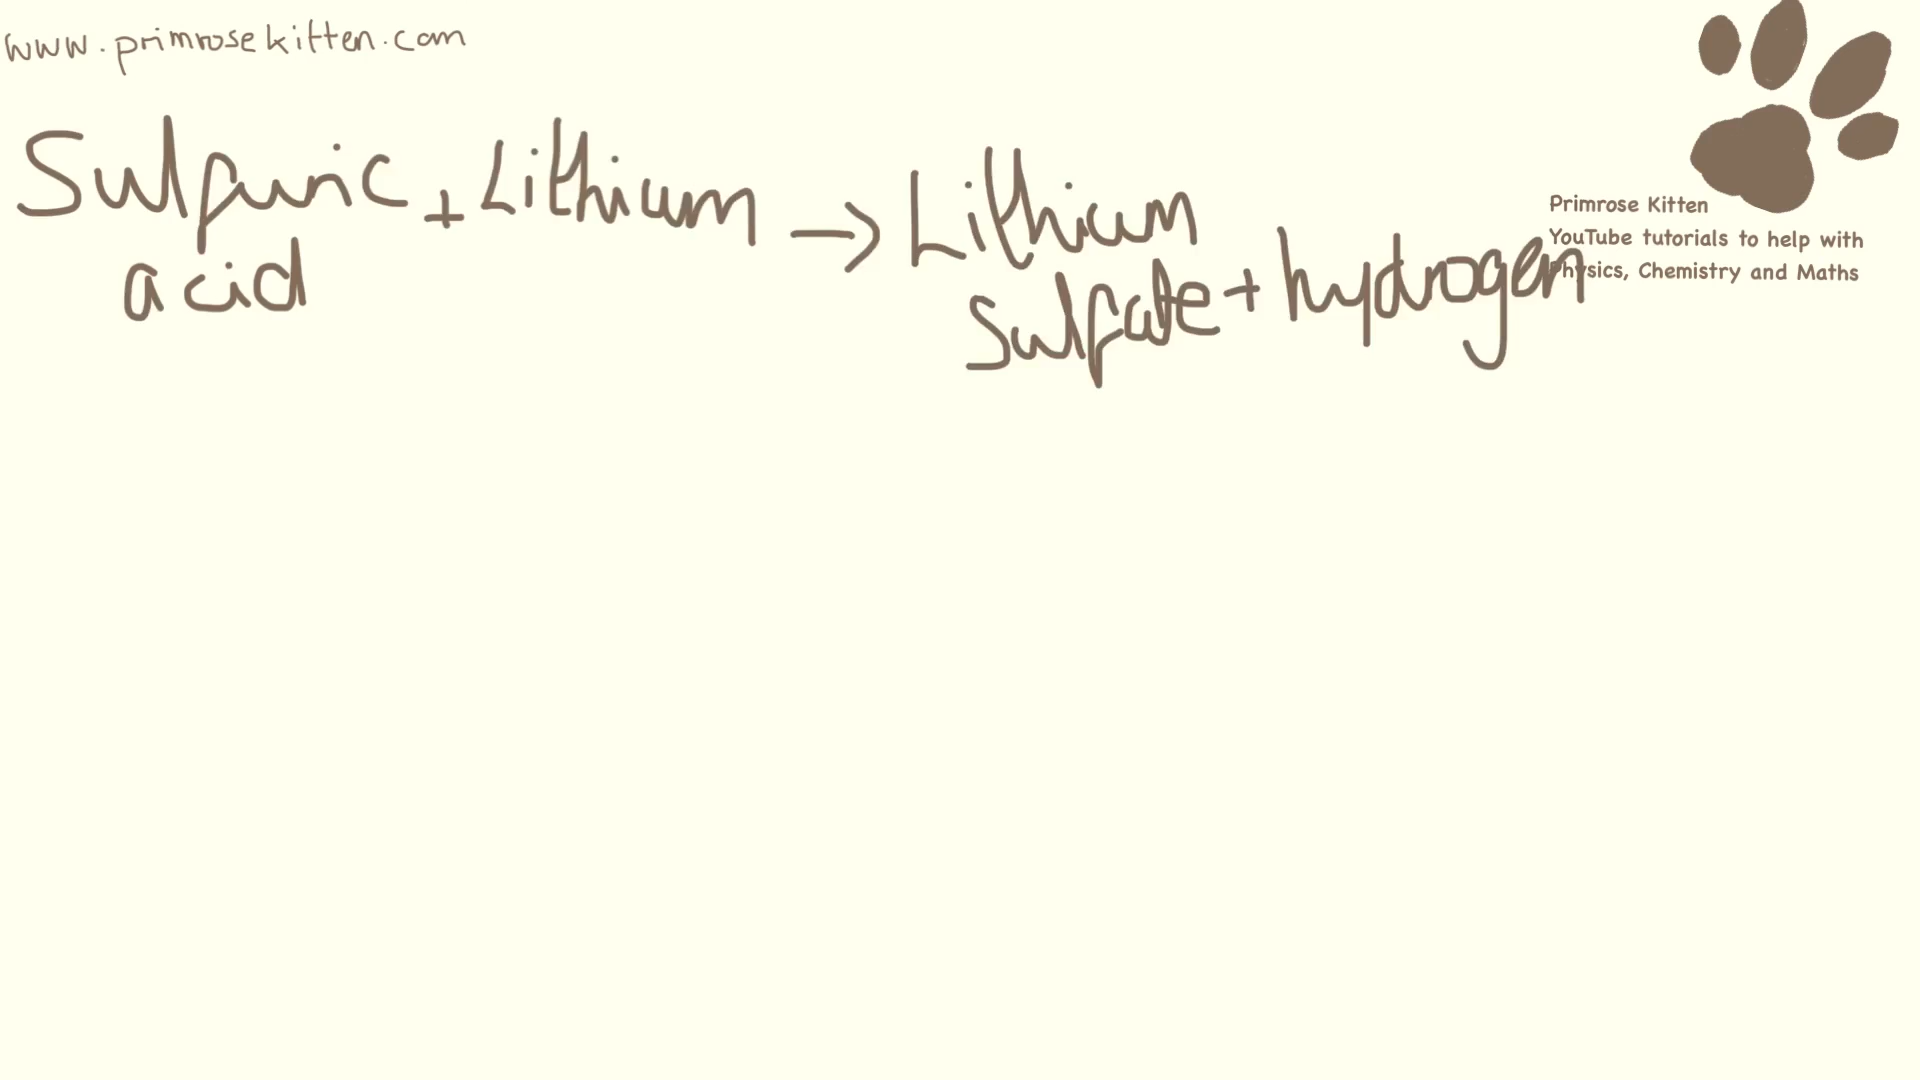 www.primrosekitten.com
Sulfuric + Lithium → Lithium
acid
sulfate + hydrogen
Primrose Kitten
YouTube tutorials to help with
Physics, Chemistry and Maths